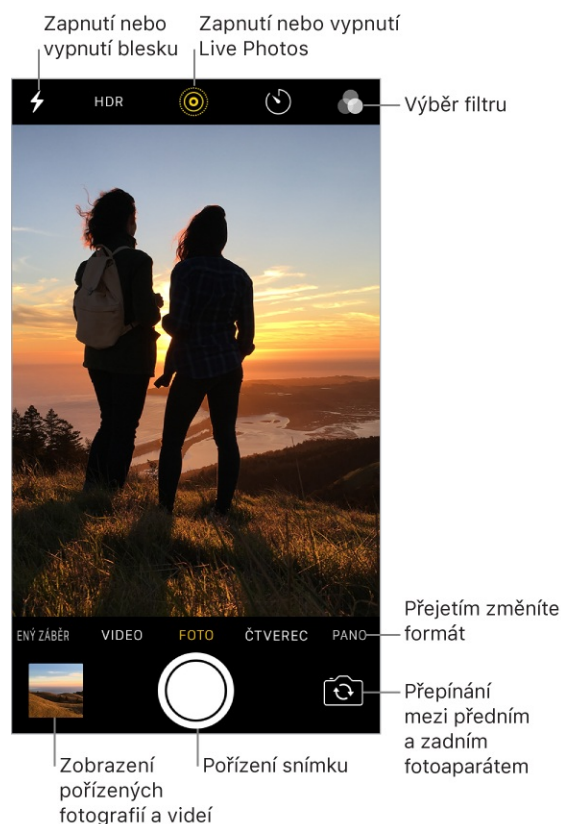 Zapnutí nebo
vypnutí blesku
Zapnutí nebo vypnutí
Live Photos
HDR
Výběr filtru
ENÝ ZÁBĚR VIDEO FOTO ČTVEREC PANO
Přejetím změníte
formát
Přepínání
mezi předním
a zadním
fotoaparátem
Zobrazení
pořízených
fotografií a videí
Pořízení snímku